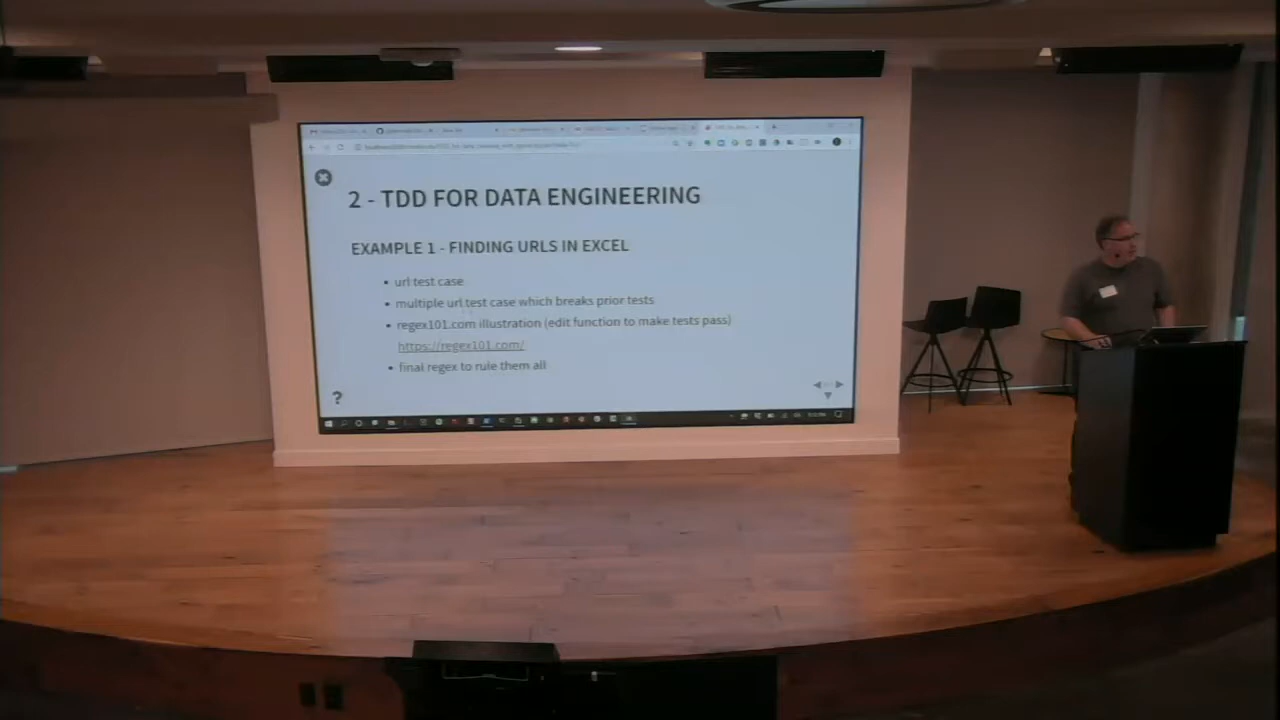 2 - TDD FOR DATA ENGINEERING
EXAMPLE 1 - FINDING URLS IN EXCEL
• url test case
• multiple url test case which breaks prior tests
• regex101.com illustration (edit function to make tests pass)
https://regex101.com/
• final regex to rule them all
?